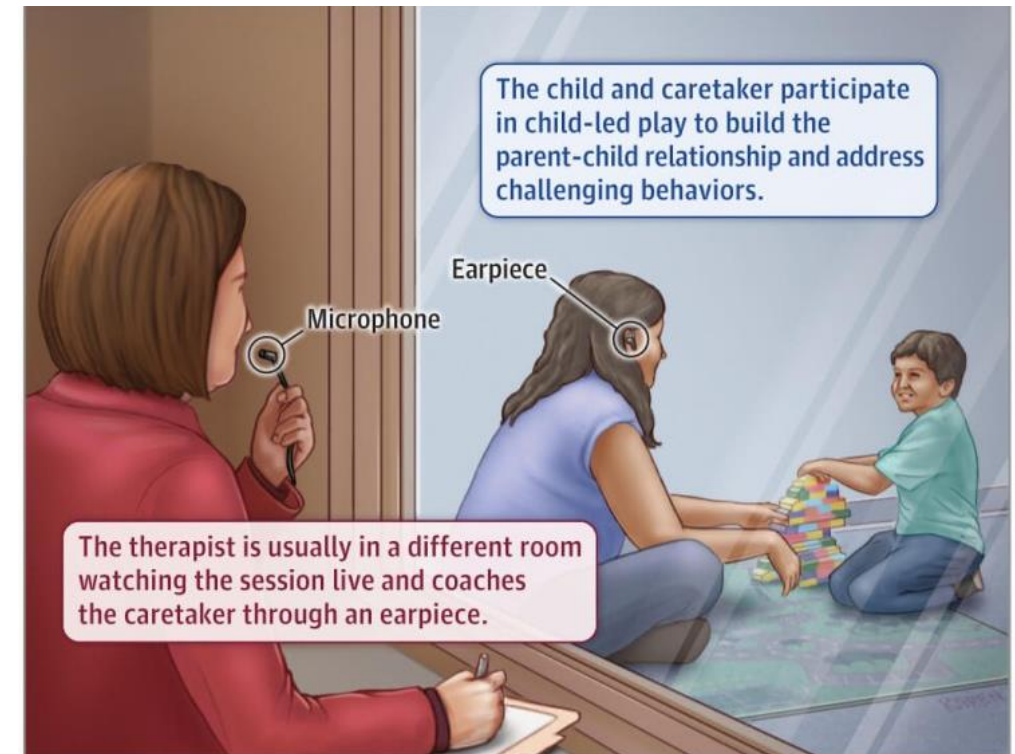 The child and caretaker participate
in child-led play to build the
parent-child relationship and address
challenging behaviors.
Earpiece
Microphone
The therapist is usually in a different room
watching the session live and coaches
the caretaker through an earpiece.